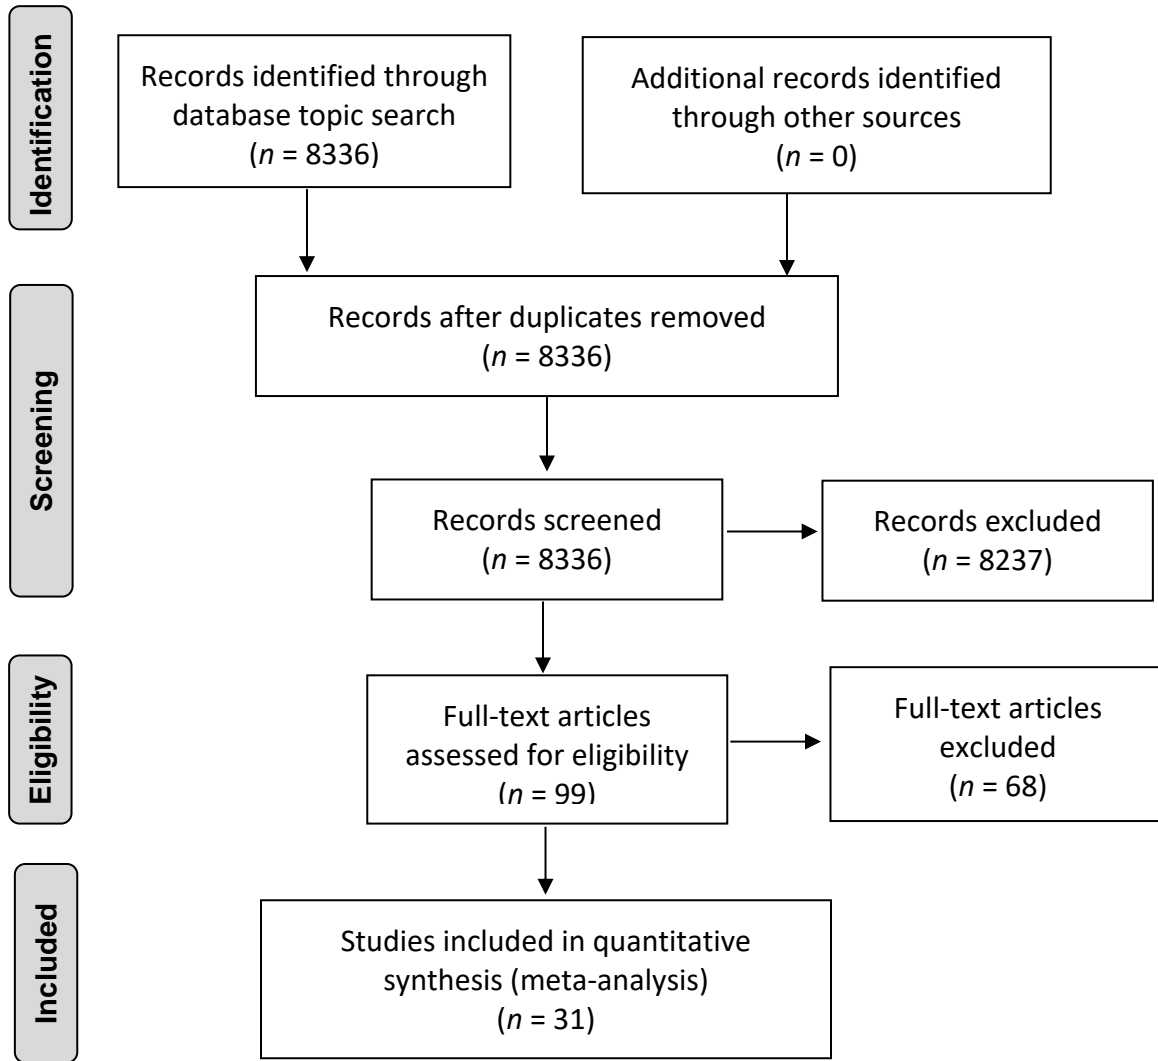 Identification
Records identified through
database topic search
(n = 8336)
Additional records identified
through other sources
(n = 0)
Screening
Records after duplicates removed
(n = 8336)
Records screened
(n = 8336)
Records excluded
(n = 8237)
Eligibility
Full-text articles
assessed for eligibility
(n = 99)
Full-text articles
excluded
(n = 68)
Included
Studies included in quantitative
synthesis (meta-analysis)
(n = 31)